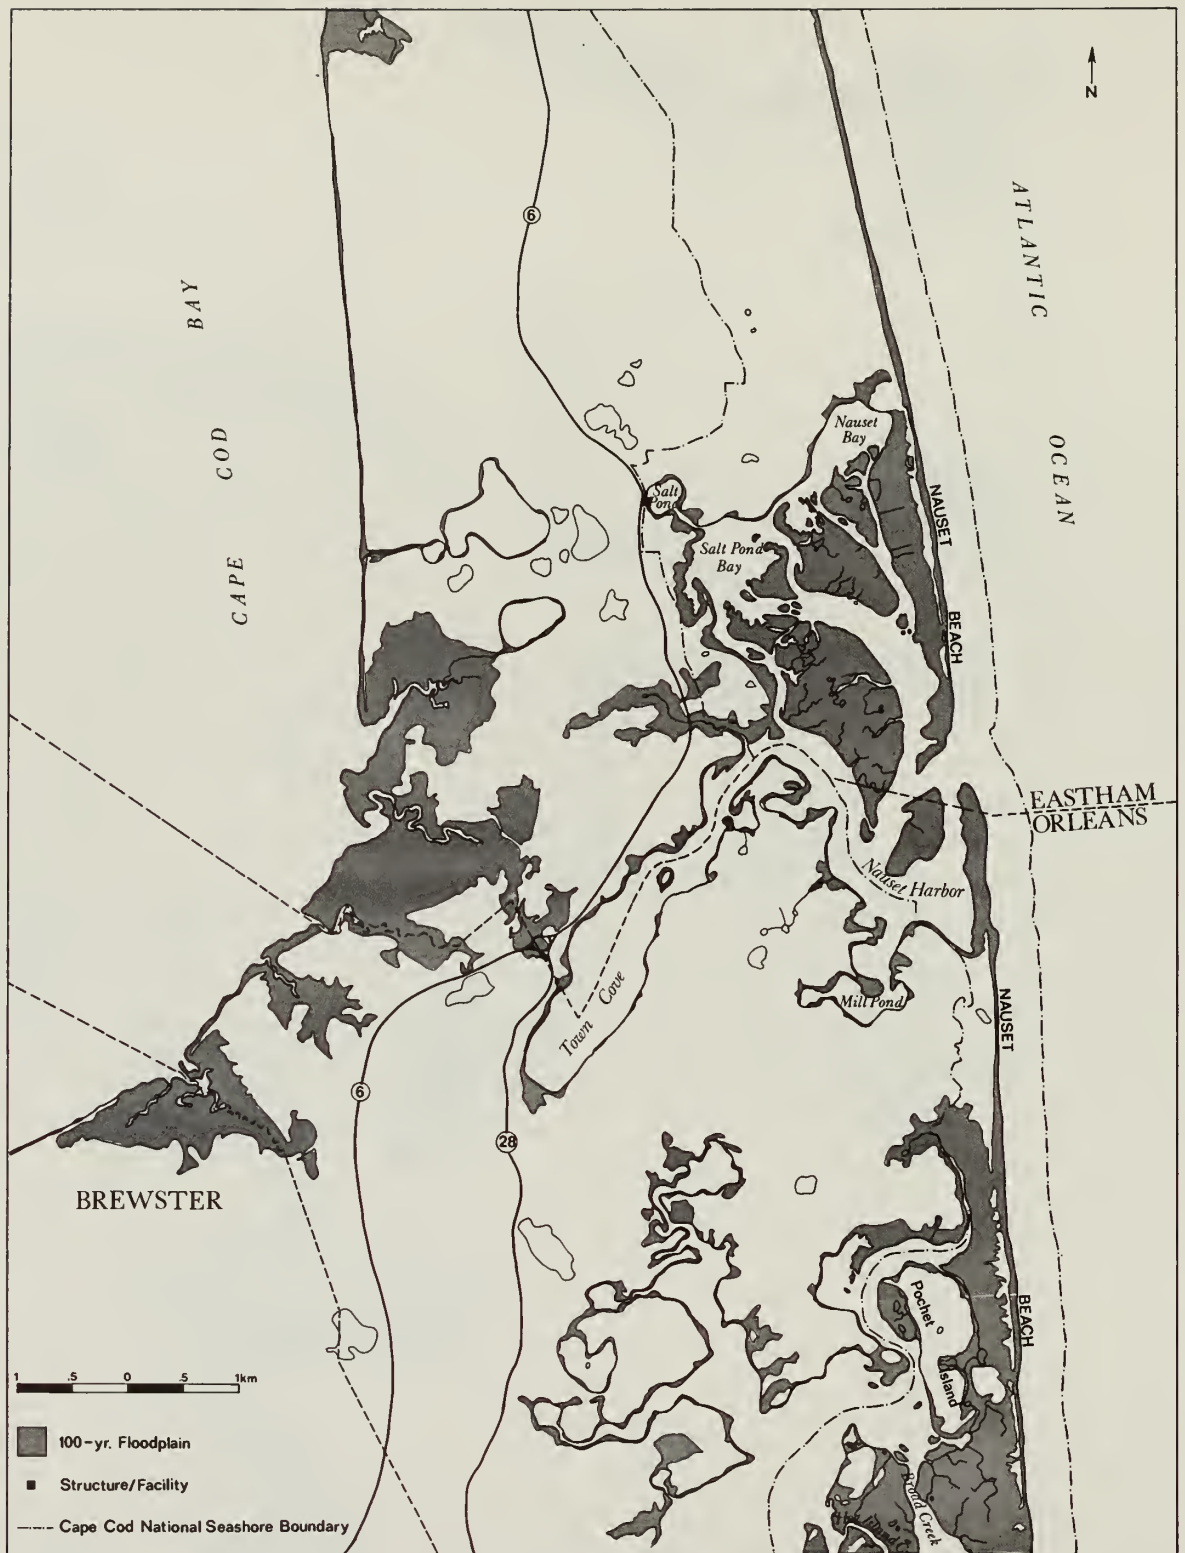 N
ATLANTIC
OCEAN
6
BAY
COD
CAPE
Nauset
Bay
Salt
Pond
NAUSET
Salt Pond
Bay
BEACH
EASTHAM
ORLEANS
Nauset Harbor
Town Cove
Mill Pond
NAUSET
6
28
BREWSTER
Pochet
Island
BEACH
1 .5 0 .5 1km
100-yr. Floodplain
Structure/Facility
Cape Cod National Seashore Boundary
Broad Creek